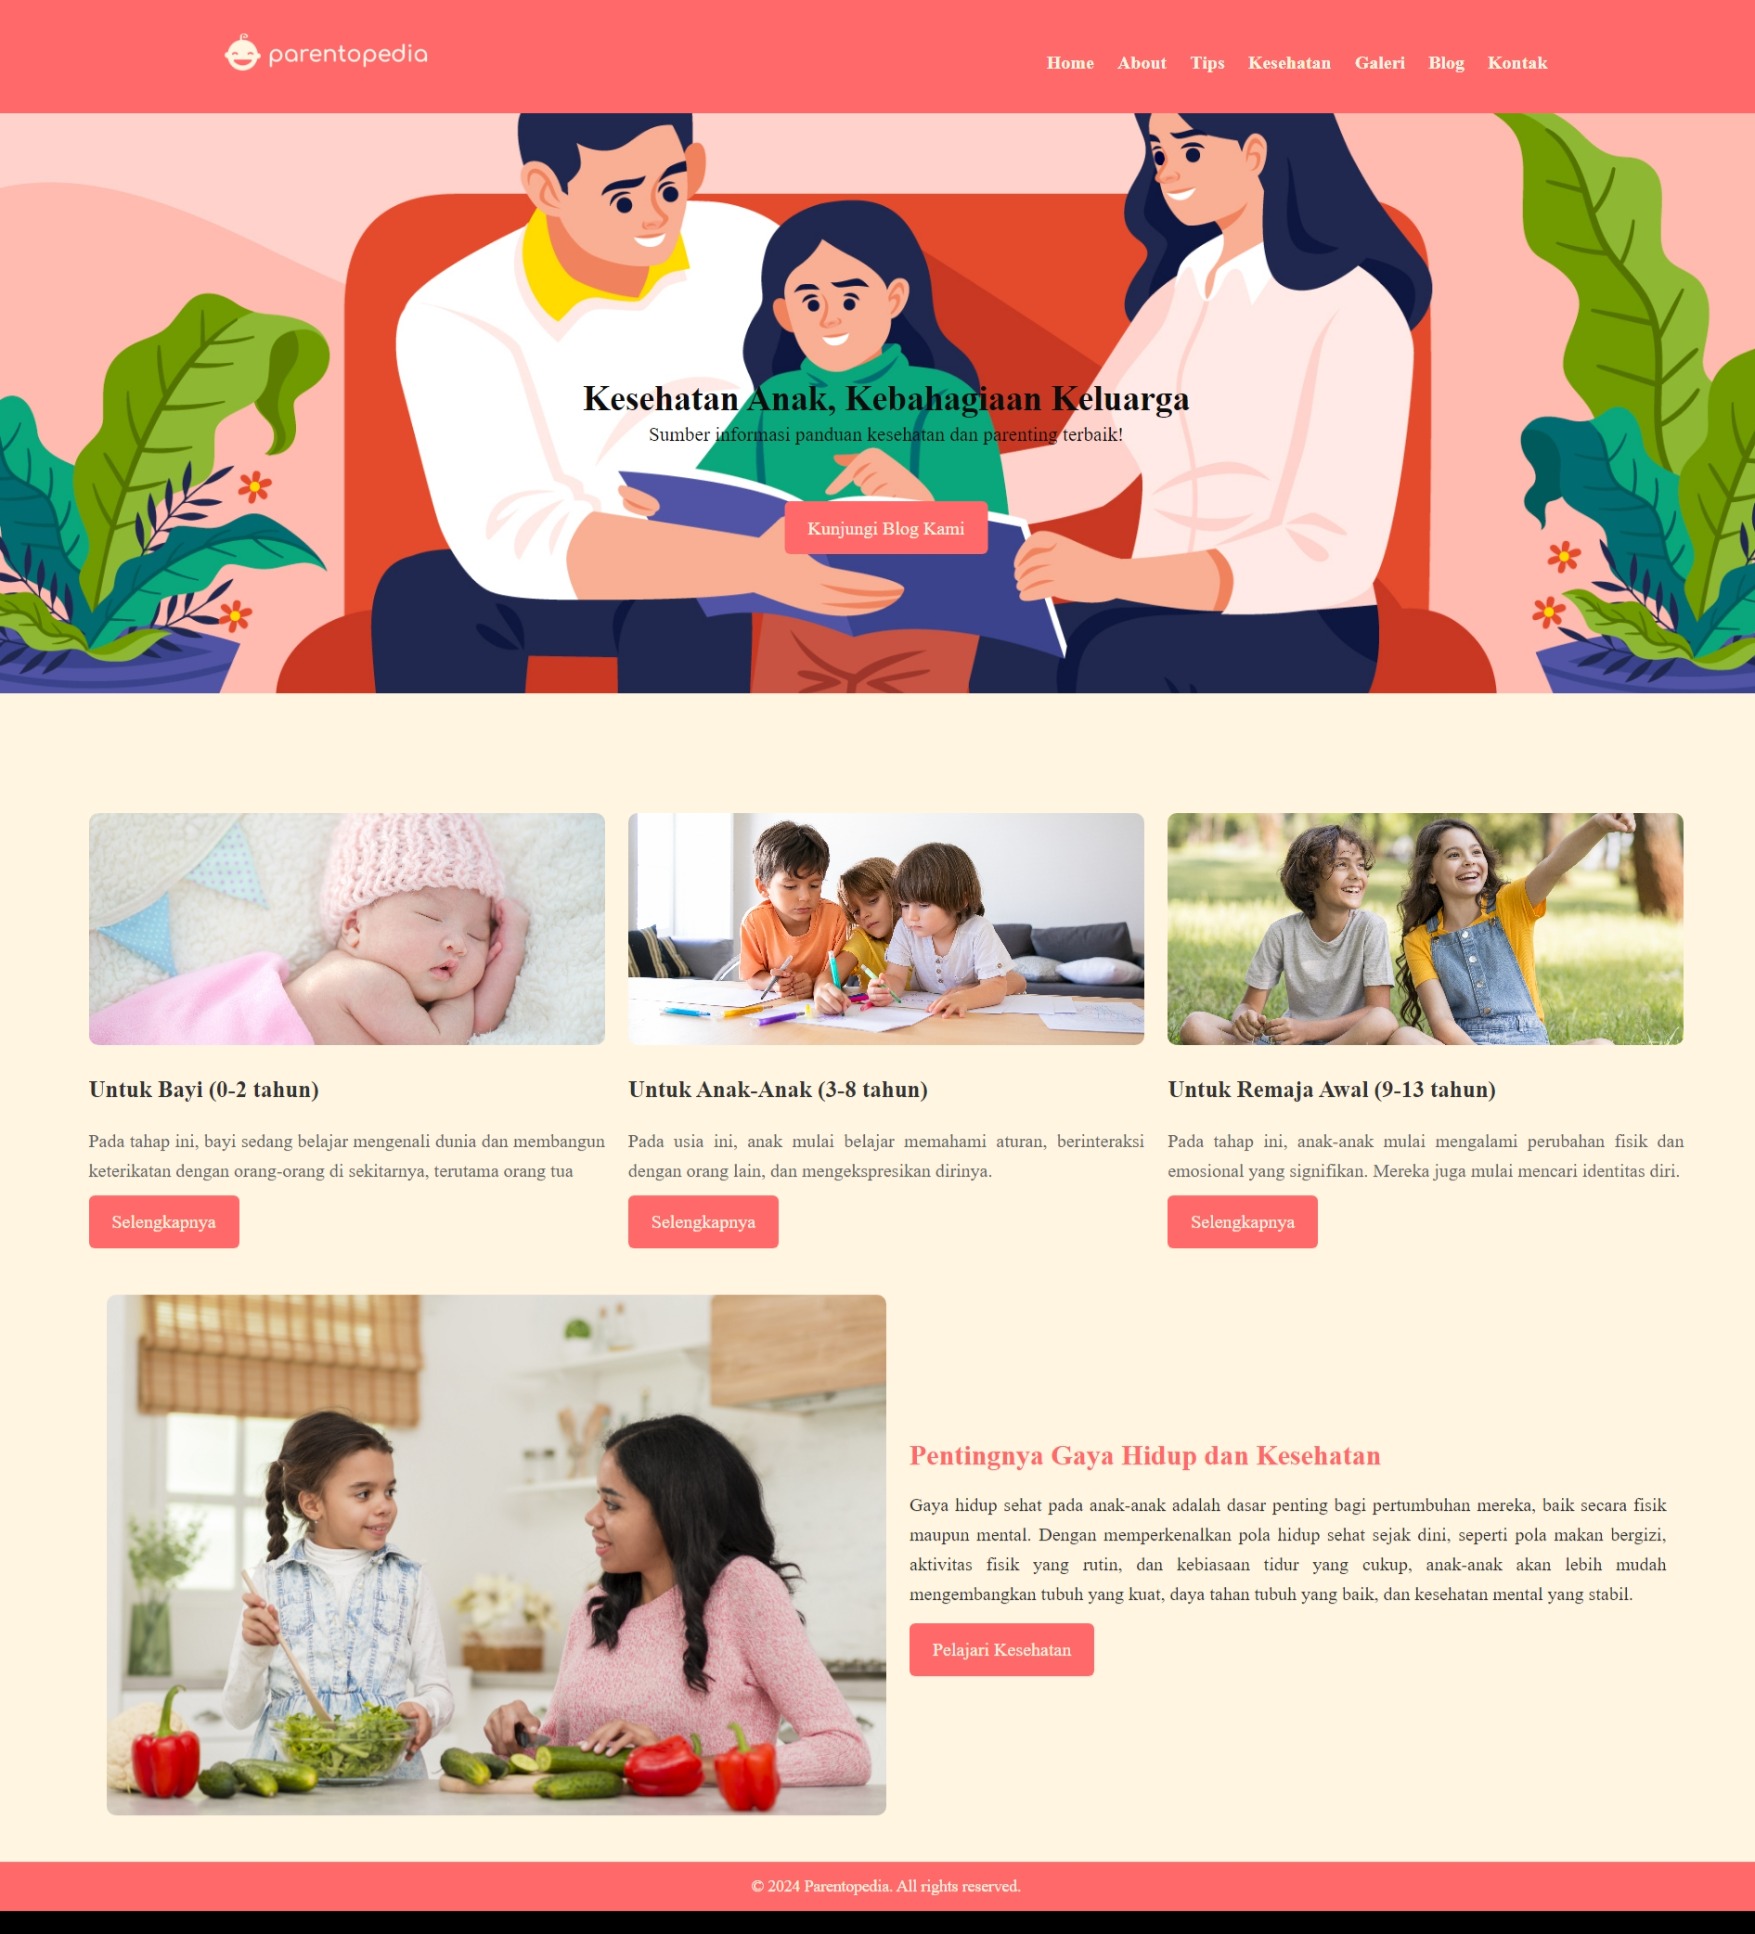 parentopedia
Home About Tips Kesehatan Galeri Blog Kontak
Kesehatan Anak, Kebahagiaan Keluarga
Sumber informasi panduan kesehatan dan parenting terbaik!
Kunjungi Blog Kami
Untuk Bayi (0-2 tahun)
Pada tahap ini, bayi sedang belajar mengenali dunia dan membangun
keterikatan dengan orang-orang di sekitarnya, terutama orang tua
Selengkapnya
Untuk Anak-Anak (3-8 tahun)
Pada usia ini, anak mulai belajar memahami aturan, berinteraksi
dengan orang lain, dan mengekspresikan dirinya.
Selengkapnya
Untuk Remaja Awal (9-13 tahun)
Pada tahap ini, anak-anak mulai mengalami perubahan fisik dan
emosional yang signifikan. Mereka juga mulai mencari identitas diri.
Selengkapnya
Pentingnya Gaya Hidup dan Kesehatan
Gaya hidup sehat pada anak-anak adalah dasar penting bagi pertumbuhan mereka, baik secara fisik
maupun mental. Dengan memperkenalkan pola hidup sehat sejak dini, seperti pola makan bergizi,
aktivitas fisik yang rutin, dan kebiasaan tidur yang cukup, anak-anak akan lebih mudah
mengembangkan tubuh yang kuat, daya tahan tubuh yang baik, dan kesehatan mental yang stabil.
Pelajari Kesehatan
© 2024 Parentopedia. All rights reserved.